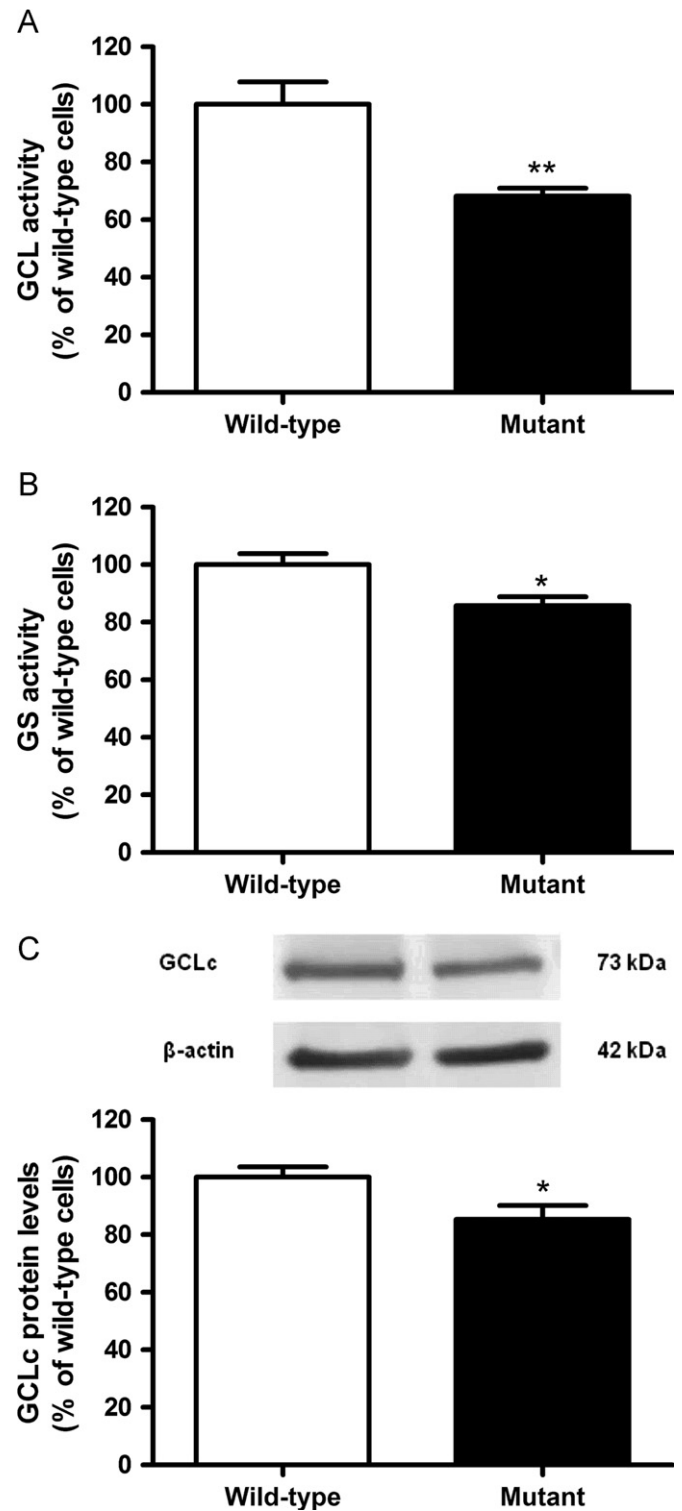 A
GCL activity
(% of wild-type cells)
120
100
80
60
40
20
0
**
Wild-type
Mutant
B
GS activity
(% of wild-type cells)
120
100
80
60
40
20
0
*
Wild-type
Mutant
C
GCLc
73 kDa
β-actin
42 kDa
GCLc protein levels
(% of wild-type cells)
120
100
80
60
40
20
0
*
Wild-type
Mutant